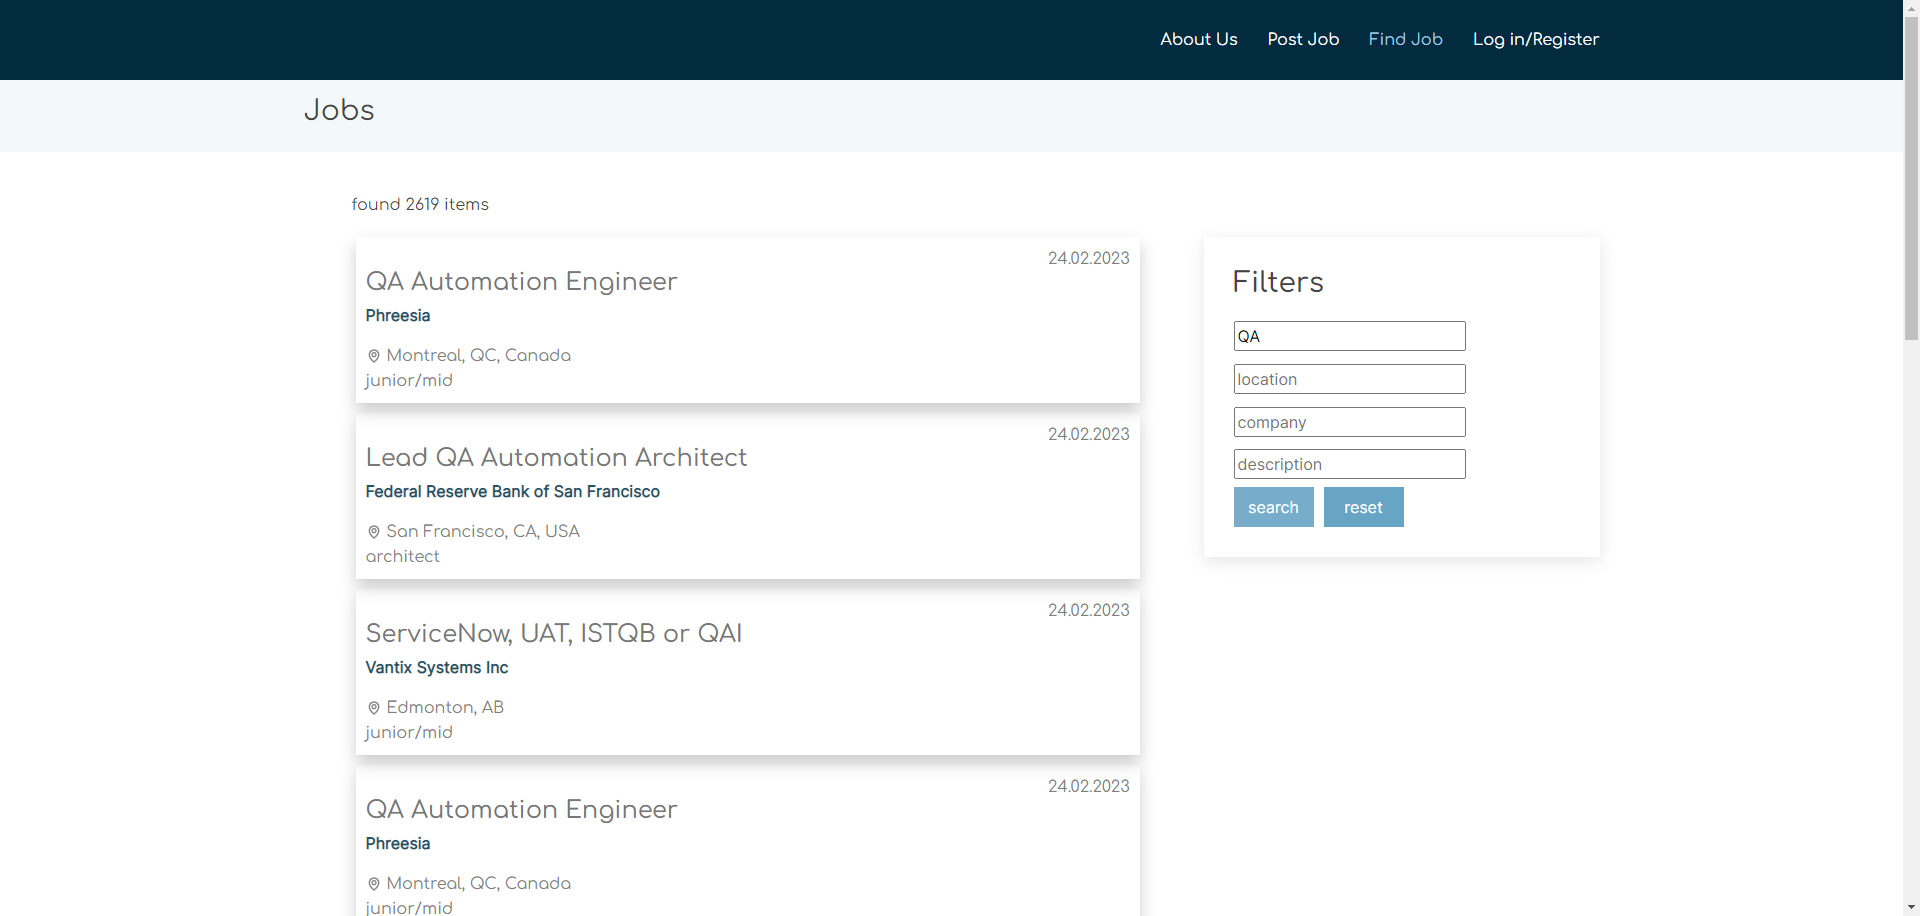 About Us Post Job Find Job Log in/Register
Jobs
found 2619 items
24.02.2023
QA Automation Engineer
Phreesia
Montreal, QC, Canada
junior/mid
24.02.2023
Lead QA Automation Architect
Federal Reserve Bank of San Francisco
San Francisco, CA, USA
architect
24.02.2023
ServiceNow, UAT, ISTQB or QAI
Vantix Systems Inc
Edmonton, AB
junior/mid
24.02.2023
QA Automation Engineer
Phreesia
Montreal, QC, Canada
junior/mid
Filters
QA
location
company
description
search reset